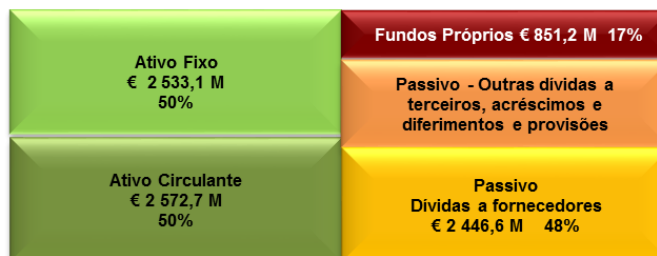 Ativo Fixo
€ 2 533,1 M
50%
Ativo Circulante
€ 2 572,7 M
50%
Fundos Próprios € 851,2 M 17%
Passivo - Outras dívidas a
terceiros, acréscimos e
diferimentos e provisões
Passivo
Dívidas a fornecedores
€ 2 446,6 M 48%